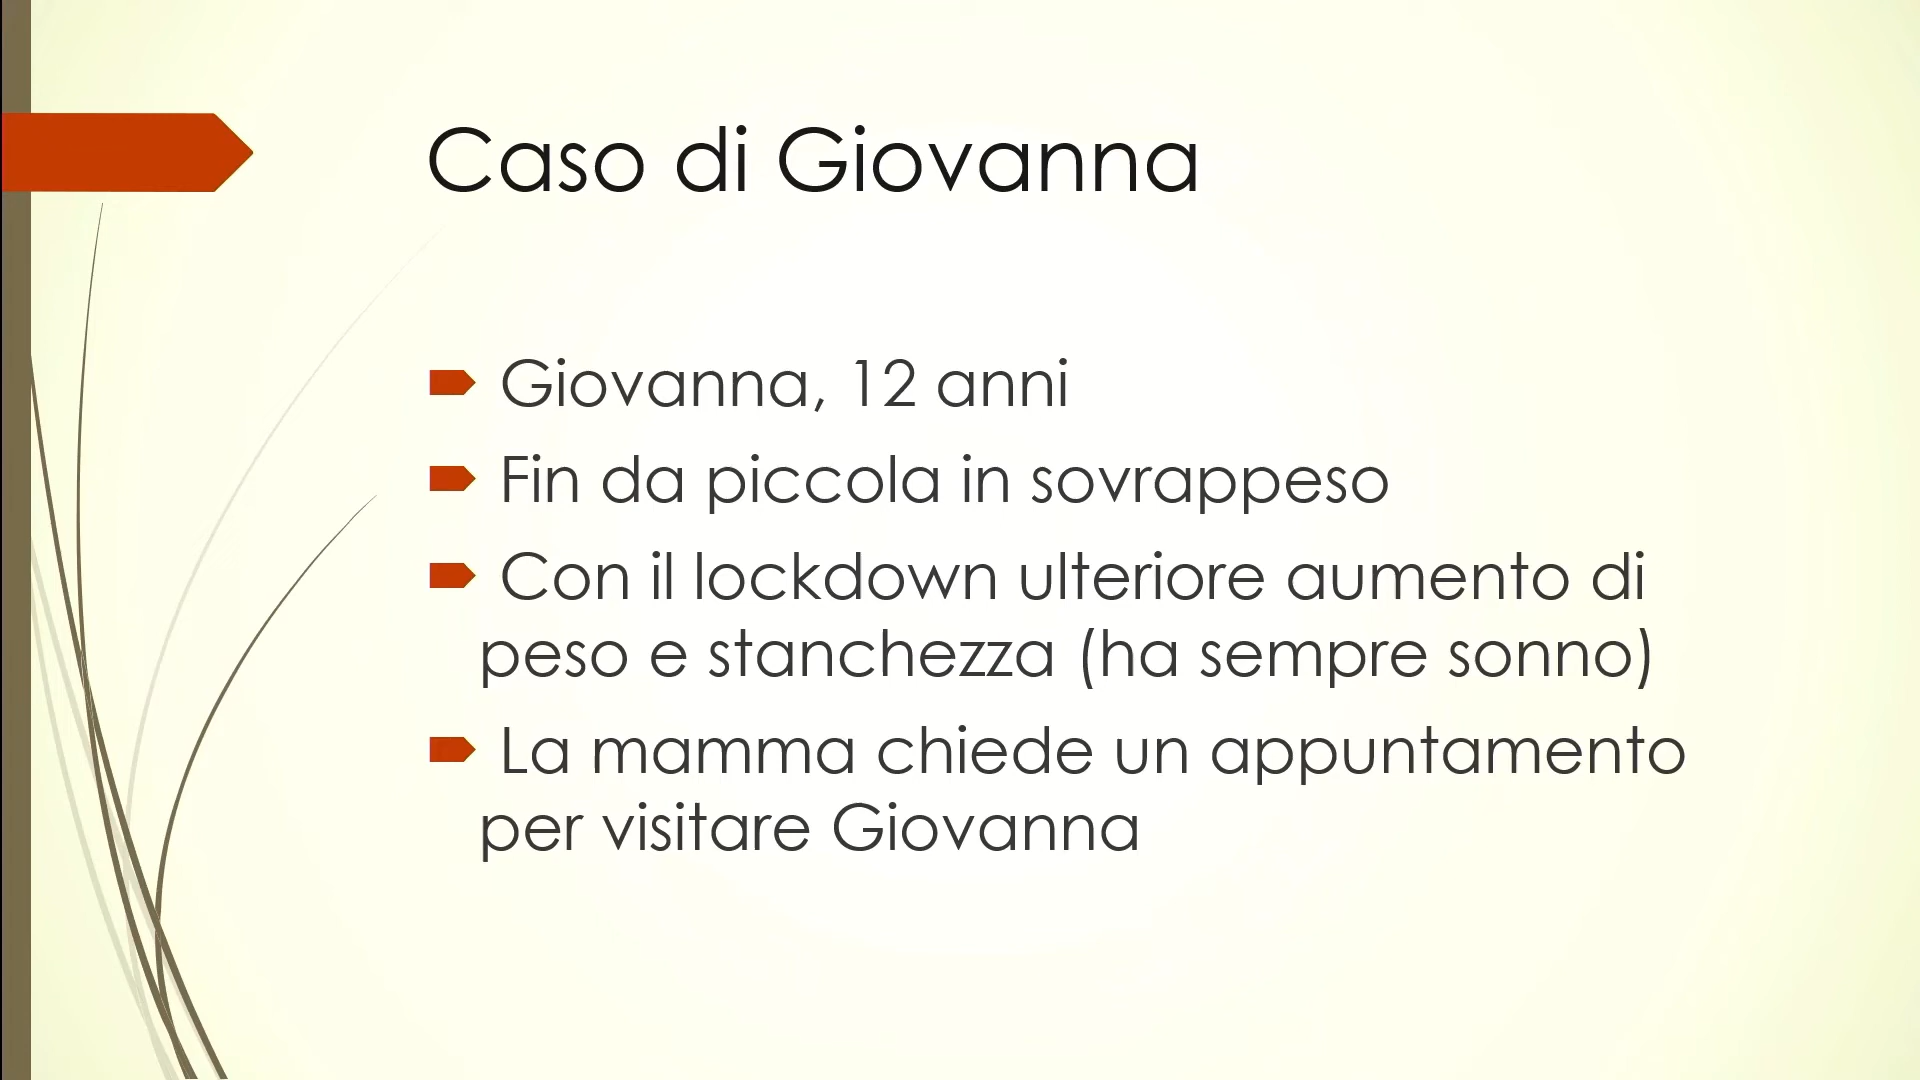 Caso di Giovanna
Giovanna, 12 anni
Fin da piccola in sovrappeso
Con il lockdown ulteriore aumento di
peso e stanchezza (ha sempre sonno)
La mamma chiede un appuntamento
per visitare Giovanna